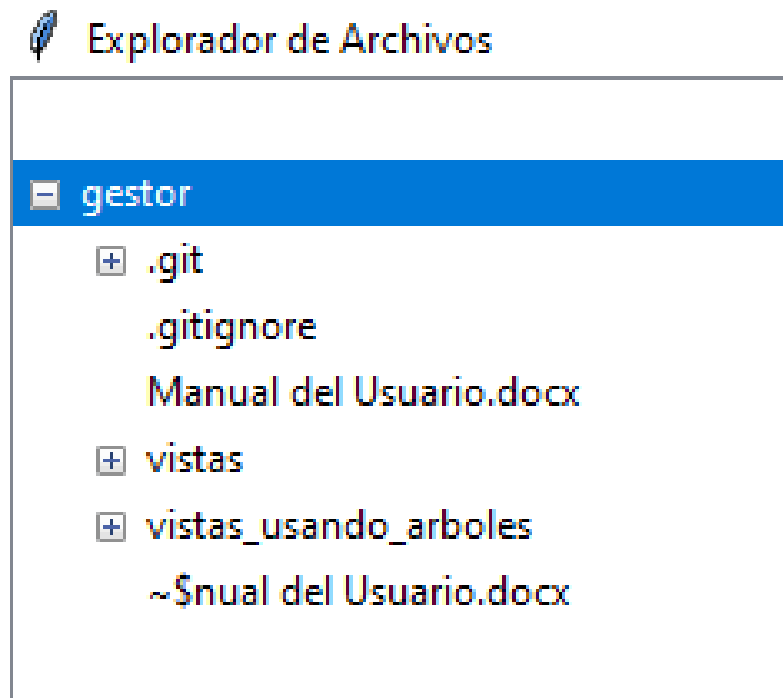 Explorador de Archivos
gestor
.git
.gitignore
Manual del Usuario.docx
vistas
vistas_usando_arboles
~$nual del Usuario.docx